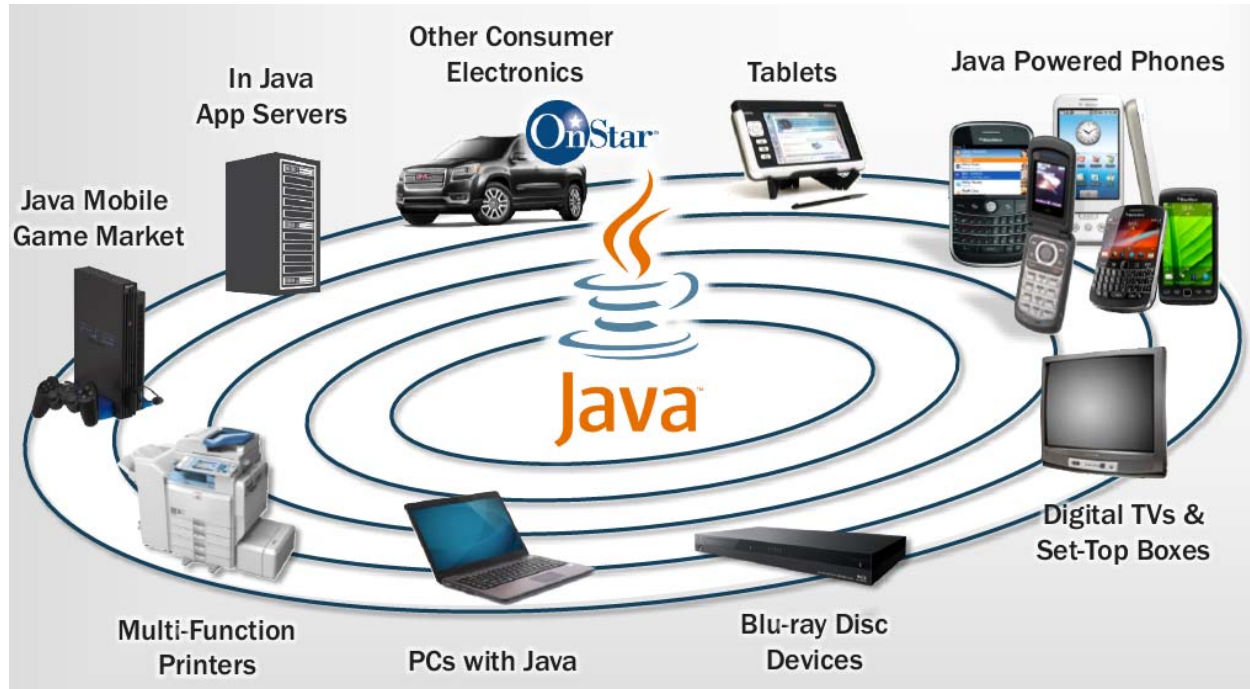 Other Consumer
Electronics
In Java
App Servers
OnStar
Tablets
Java Powered Phones
Java Mobile
Game Market
Java™
Digital TVs &
Set-Top Boxes
Multi-Function
Printers
PCs with Java
Blu-ray Disc
Devices